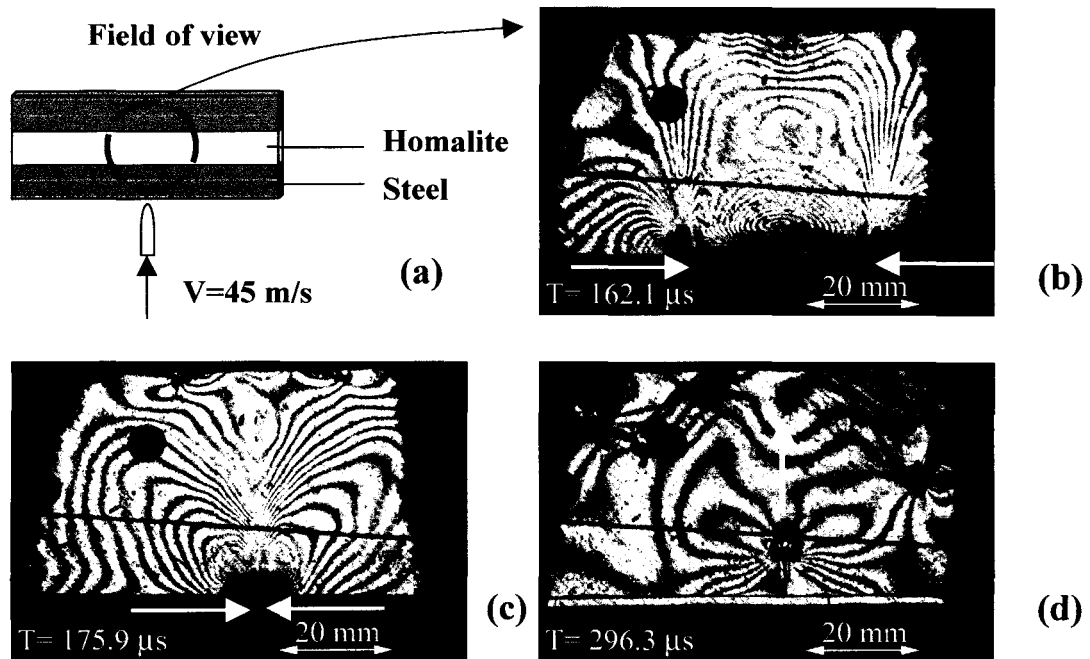 Field of view
Homalite
Steel
V=45 m/s
(a)
T= 162.1 µs
20 mm
(b)
T= 175.9 µs
20 mm
(c)
T= 296.3 µs
20 mm
(d)